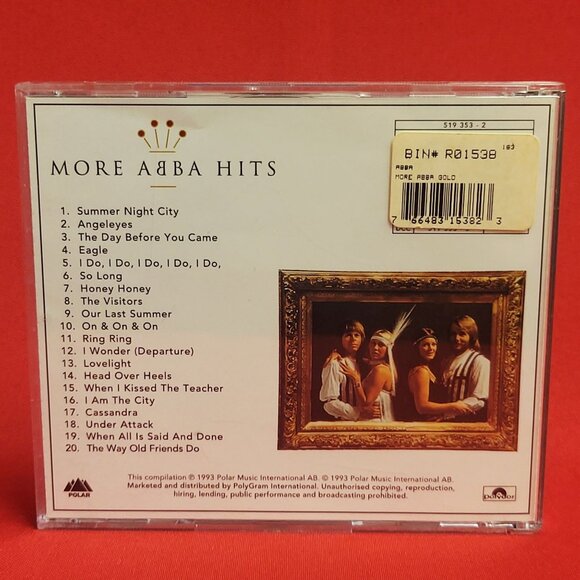 519 353 - 2
163
BIN# R01538
ABBA
MORE ABBA GOLD
7 66483 15382 3
MORE AᗺBA HITS
1. Summer Night City
2. Angeleyes
3. The Day Before You Came
4. Eagle
5. I Do, I Do, I Do, I Do, I Do,
6. So Long
7. Honey Honey
8. The Visitors
9. Our Last Summer
10. On & On & On
11. Ring Ring
12. I Wonder (Departure)
13. Lovelight
14. Head Over Heels
15. When I Kissed The Teacher
16. I Am The City
17. Cassandra
18. Under Attack
19. When All Is Said And Done
20. The Way Old Friends Do
This compilation ℗ 1993 Polar Music International AB. © 1993 Polar Music International AB.
Marketed and distributed by PolyGram International. Unauthorised copying, reproduction,
hiring, lending, public performance and broadcasting prohibited.
POLAR
polydor